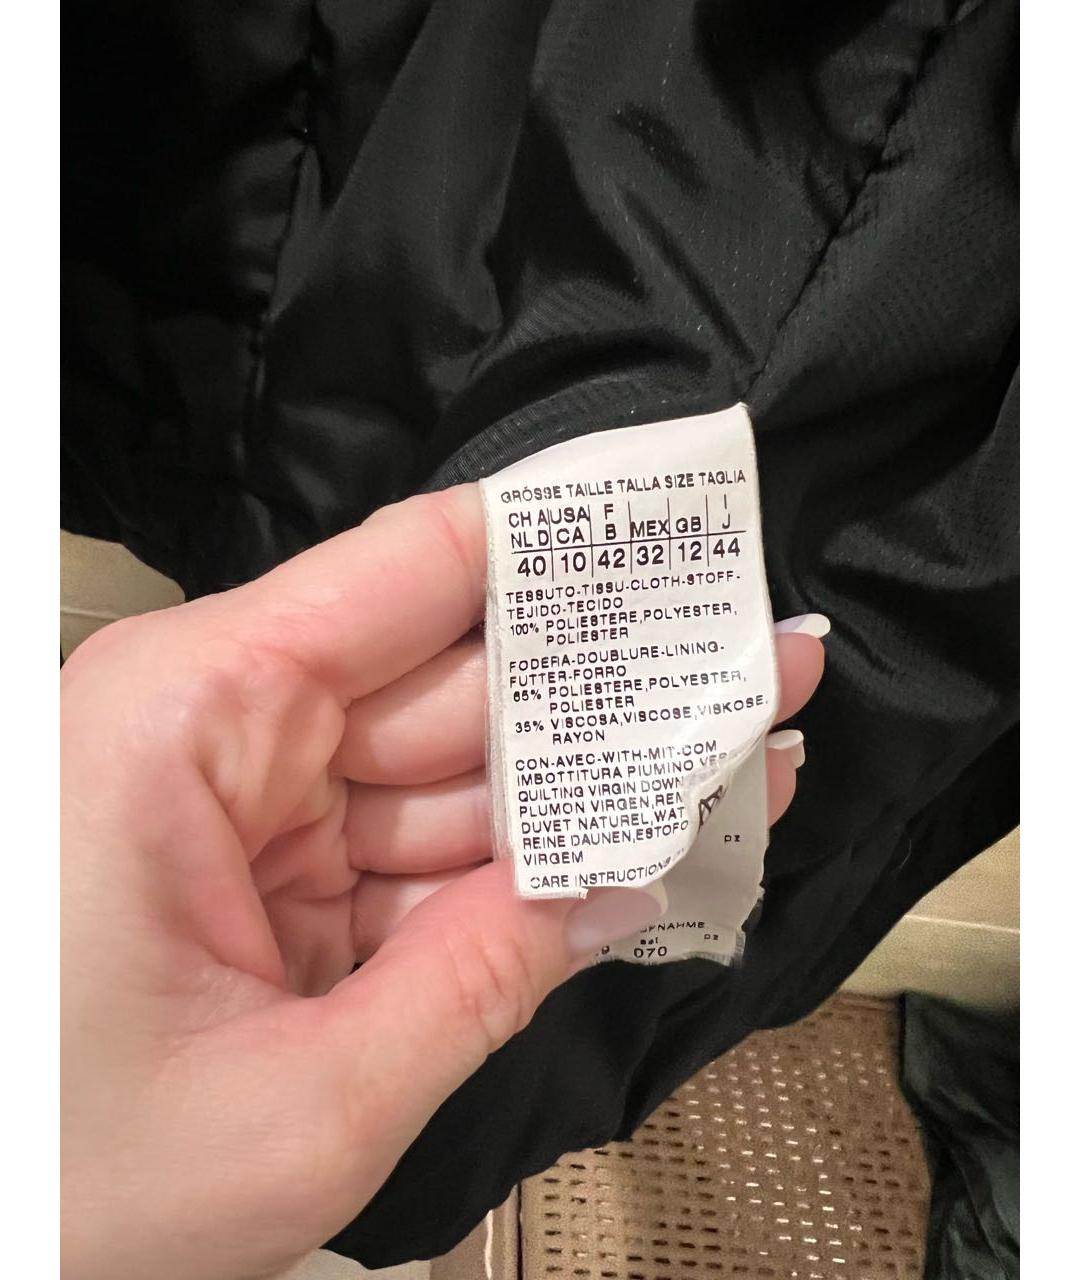 GRÖSSE TAILLE TALLA SIZE TAGLIA
CH A USA F MEX GB I
NL D CA B J
40 10 42 32 12 44
TESSUTO-TISSU-CLOTH-STOFF-
TEJIDO-TECIDO
100% POLIESTERE,POLYESTER,
POLIESTER
FODERA-DOUBLURE-LINING-
FUTTER-FORRO
65% POLIESTERE,POLYESTER,
POLIESTER
35% VISCOSA,VISCOSE,VISKOSE,
RAYON
CON-AVEC-WITH-MIT-COM
IMBOTTITURA PIUMINO
QUILTING VIRGIN DOWN
PLUMON VIRGEN,
DUVET NATUREL,
REINE DAUNEN,
VIRGEM
CARE INSTRUCTIONS
pz
pz
070